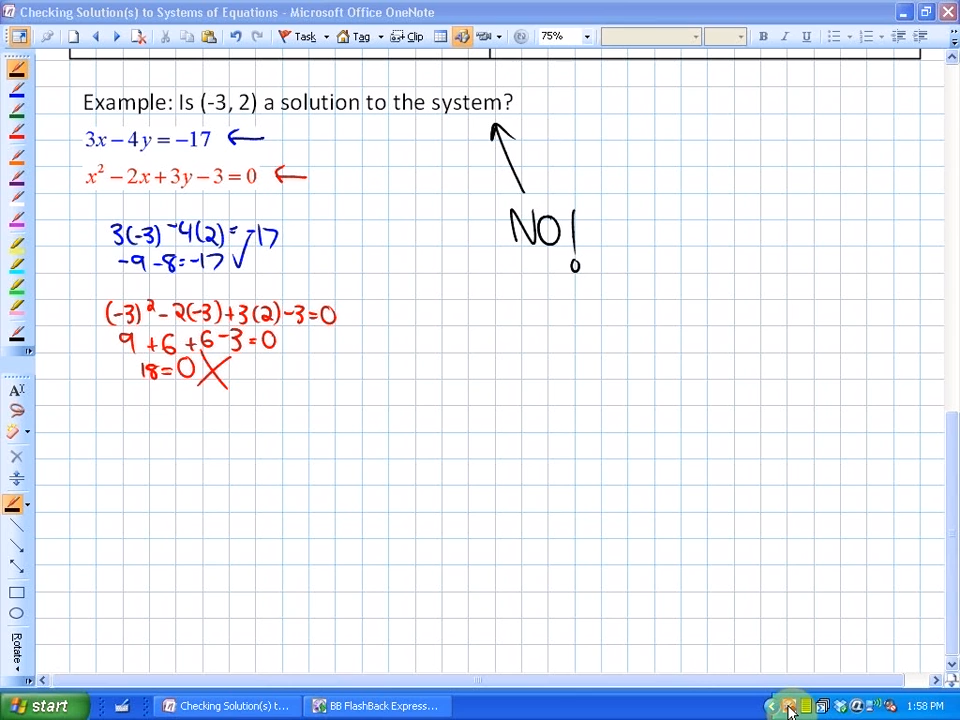 Checking Solution(s) to Systems of Equations - Microsoft Office OneNote
Task Tag Clip 75% B I U
Example: Is (-3, 2) a solution to the system?
3x − 4y = −17
x² − 2x + 3y − 3 = 0
NO!
3(-3) -4(2) = -17
-9 -8 = -17 ✓
(-3)² - 2(-3) + 3(2) - 3 = 0
9 + 6 + 6 - 3 = 0
18 = 0 X
A
Rotate
start Checking Solution(s) t... BB FlashBack Express... 1:58 PM